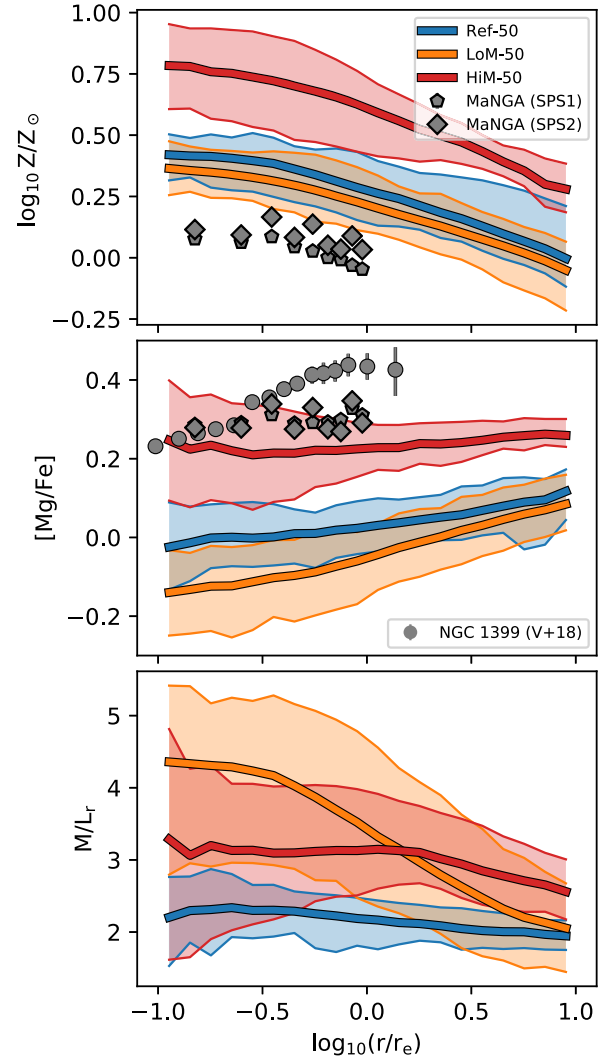 Ref-50
LoM-50
HiM-50
MaNGA (SPS1)
MaNGA (SPS2)
log₁₀ Z/Z⊙
0.75
0.50
0.25
0.00
−0.25
[Mg/Fe]
0.4
0.2
0.0
−0.2
NGC 1399 (V+18)
M/Lᵣ
5
4
3
2
−1.0 −0.5 0.0 0.5 1.0
log₁₀(r/rₑ)